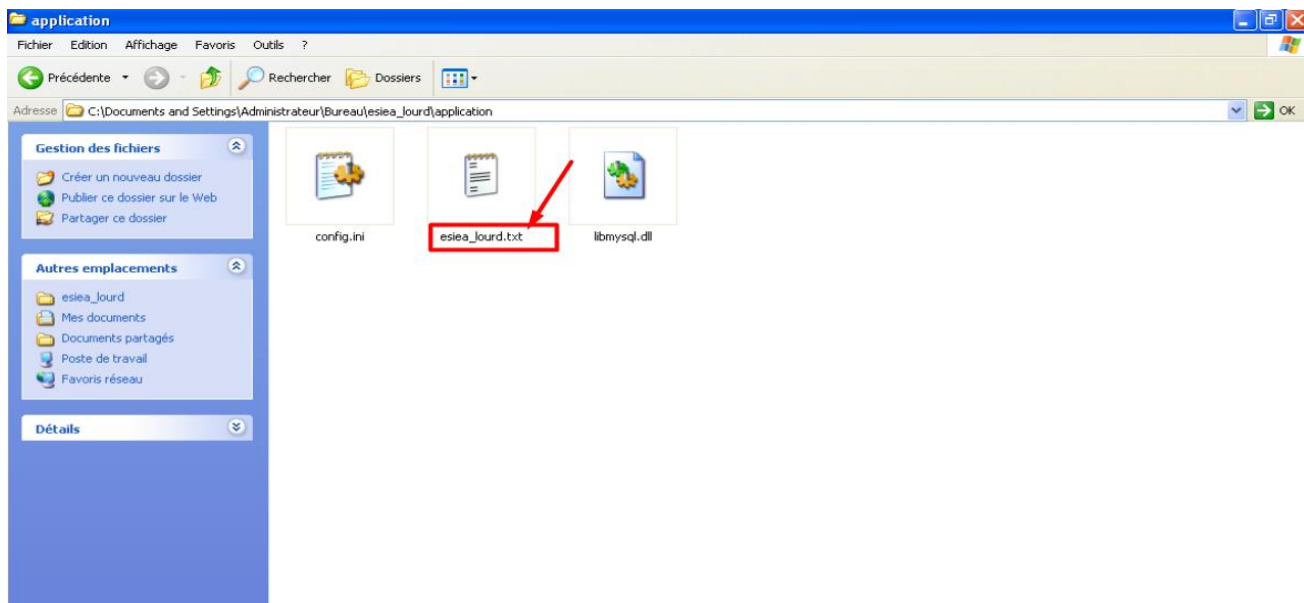 application
Fichier Edition Affichage Favoris Outils ?
Précédente Rechercher Dossiers
Adresse C:\Documents and Settings\Administrateur\Bureau\esiea_lourd\application OK
Gestion des fichiers
Créer un nouveau dossier
Publier ce dossier sur le Web
Partager ce dossier
Autres emplacements
esiea_lourd
Mes documents
Documents partagés
Poste de travail
Favoris réseau
Détails
config.ini esiea_lourd.txt libmysql.dll